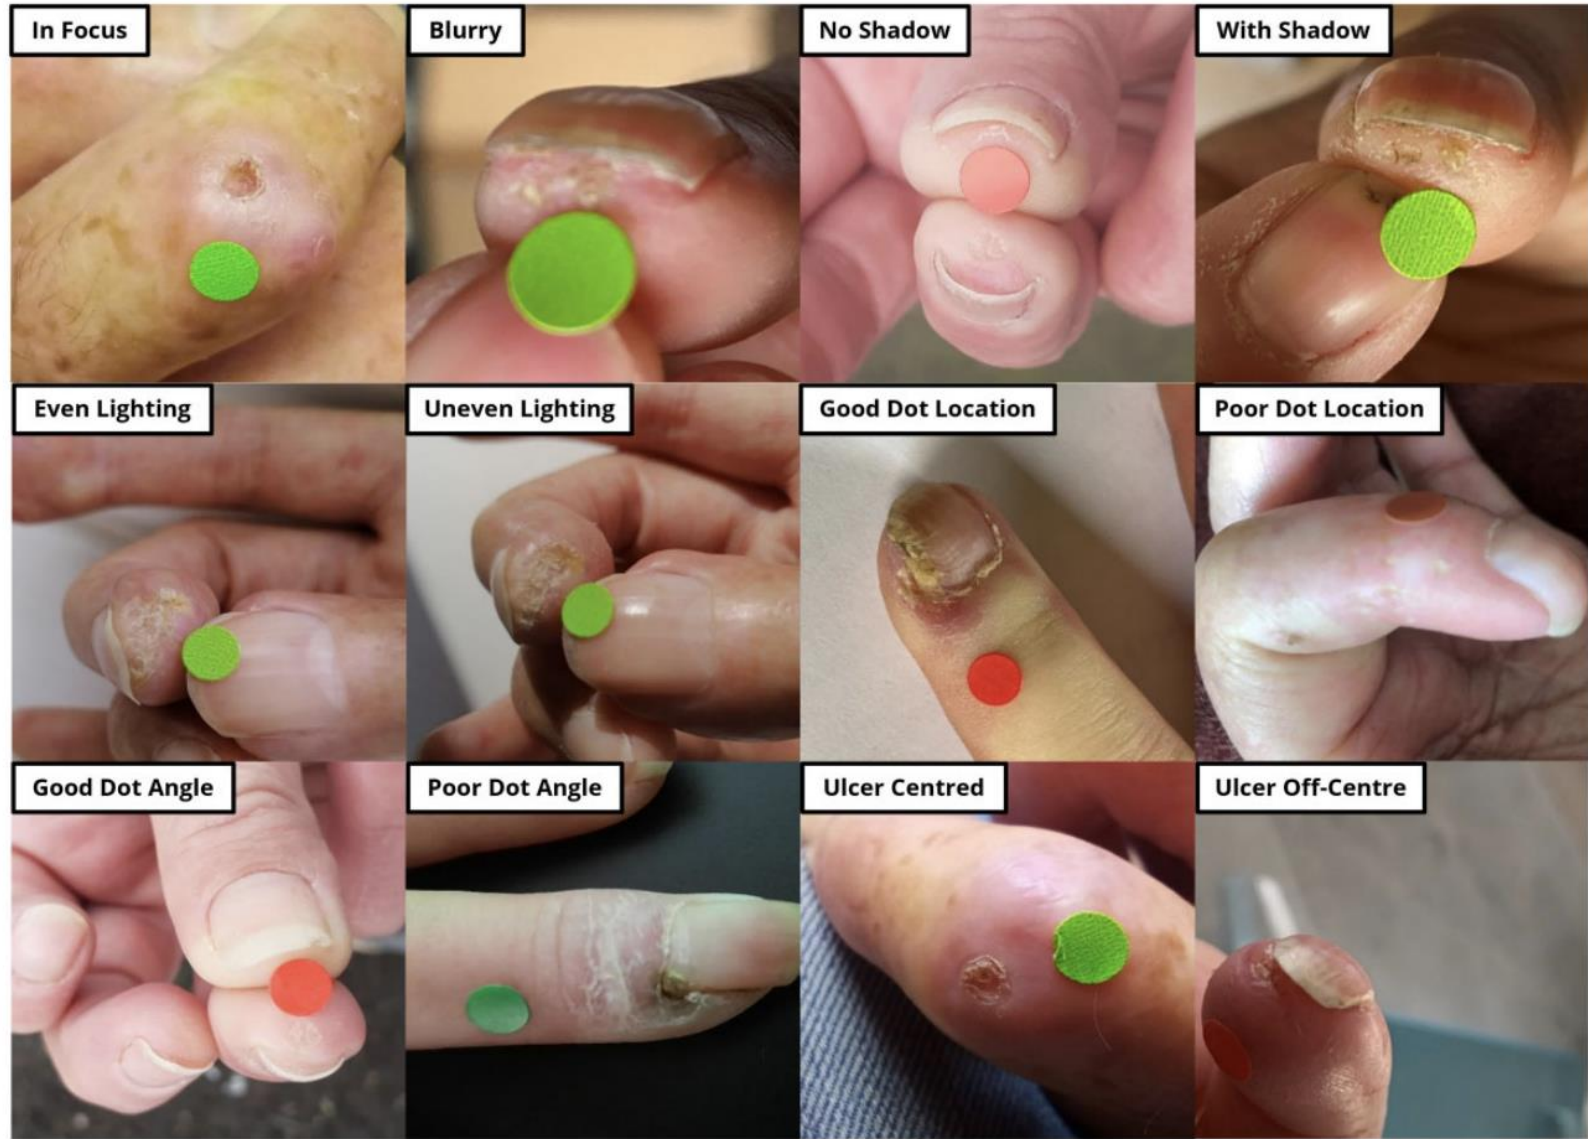 In Focus
Blurry
No Shadow
With Shadow
Even Lighting
Uneven Lighting
Good Dot Location
Poor Dot Location
Good Dot Angle
Poor Dot Angle
Ulcer Centred
Ulcer Off-Centre